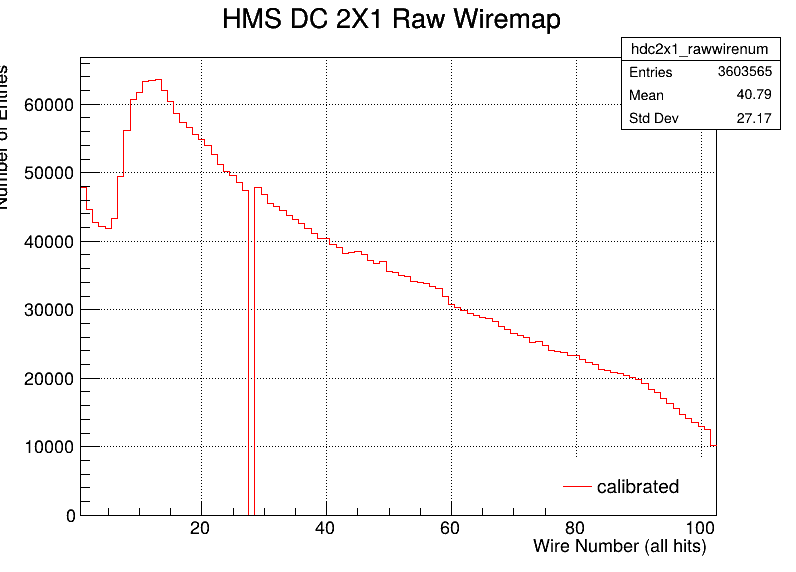 HMS DC 2X1 Raw Wiremap
hdc2x1_rawwirenum
Entries 3603565
Mean 40.79
Std Dev 27.17
Number of Entries
60000
50000
40000
30000
20000
10000
0
calibrated
20 40 60 80 100
Wire Number (all hits)